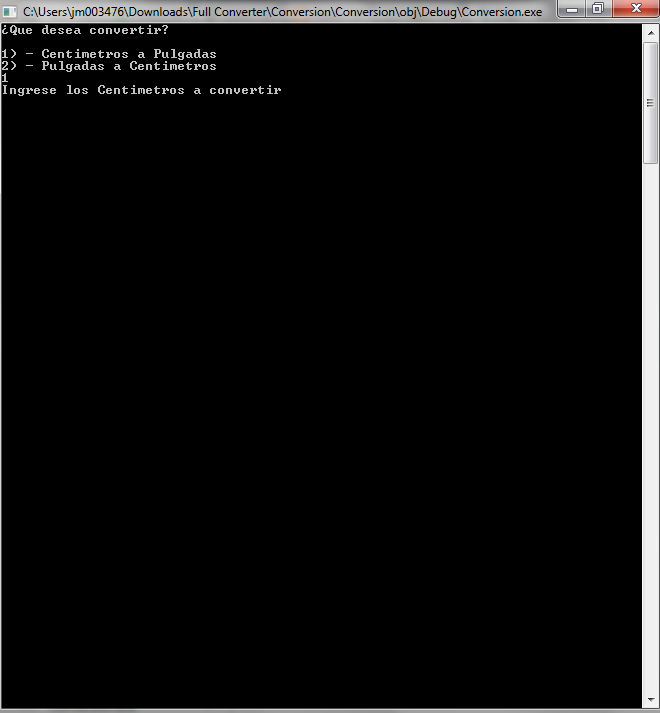 C:\Users\jm003476\Downloads\Full Converter\Conversion\Conversion\obj\Debug\Conversion.exe
¿Que desea convertir?
1) - Centimetros a Pulgadas
2) - Pulgadas a Centimetros
1
Ingrese los Centimetros a convertir